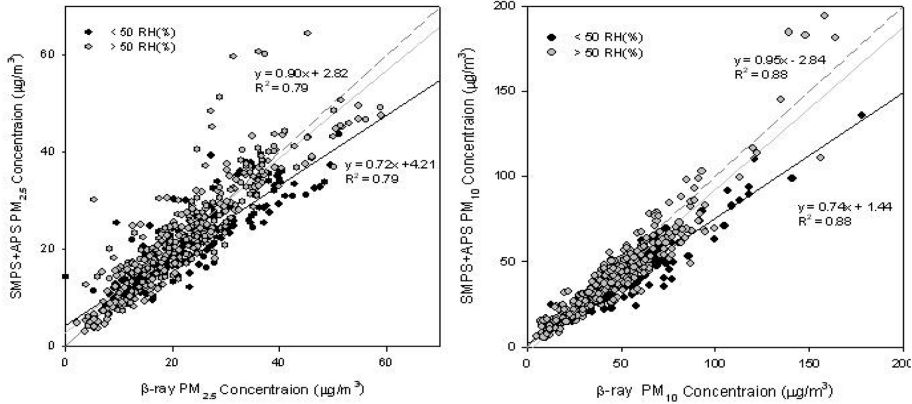 < 50 RH(%)
> 50 RH(%)
y = 0.90x + 2.82
R² = 0.79
y = 0.72x +4.21
R² = 0.79
60
40
20
0
0
20
40
60
SMPS+APS PM2.5 Concentraion (μg/m³)
β-ray PM2.5 Concentraion (μg/m³)
< 50 RH(%)
> 50 RH(%)
y = 0.95x - 2.84
R² = 0.88
y = 0.74x + 1.44
R² = 0.88
200
150
100
50
0
0
50
100
150
200
SMPS+APS PM10 Concentraion (μg/m³)
β-ray PM10 Concentraion (μg/m³)